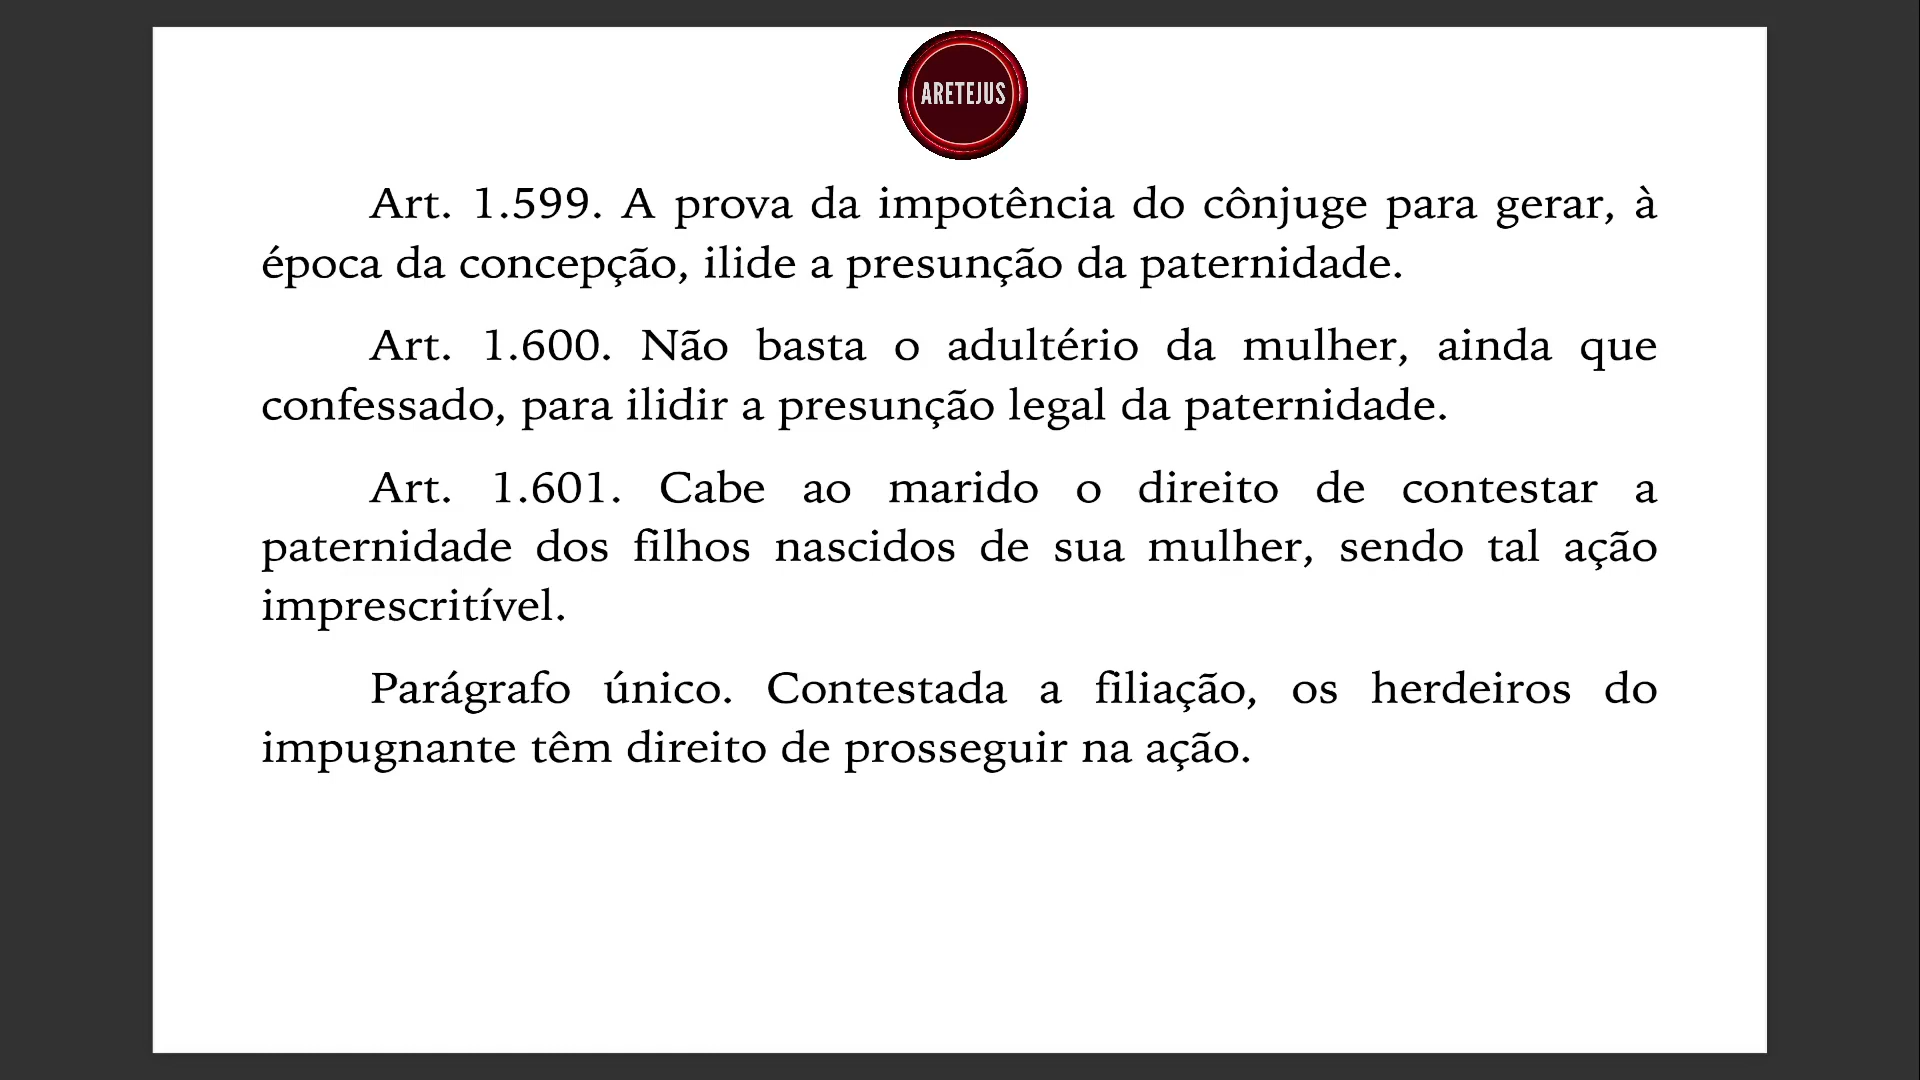 ARETEJUS
Art. 1.599. A prova da impotência do cônjuge para gerar, à
época da concepção, ilide a presunção da paternidade.
Art. 1.600. Não basta o adultério da mulher, ainda que
confessado, para ilidir a presunção legal da paternidade.
Art. 1.601. Cabe ao marido o direito de contestar a
paternidade dos filhos nascidos de sua mulher, sendo tal ação
imprescritível.
Parágrafo único. Contestada a filiação, os herdeiros do
impugnante têm direito de prosseguir na ação.